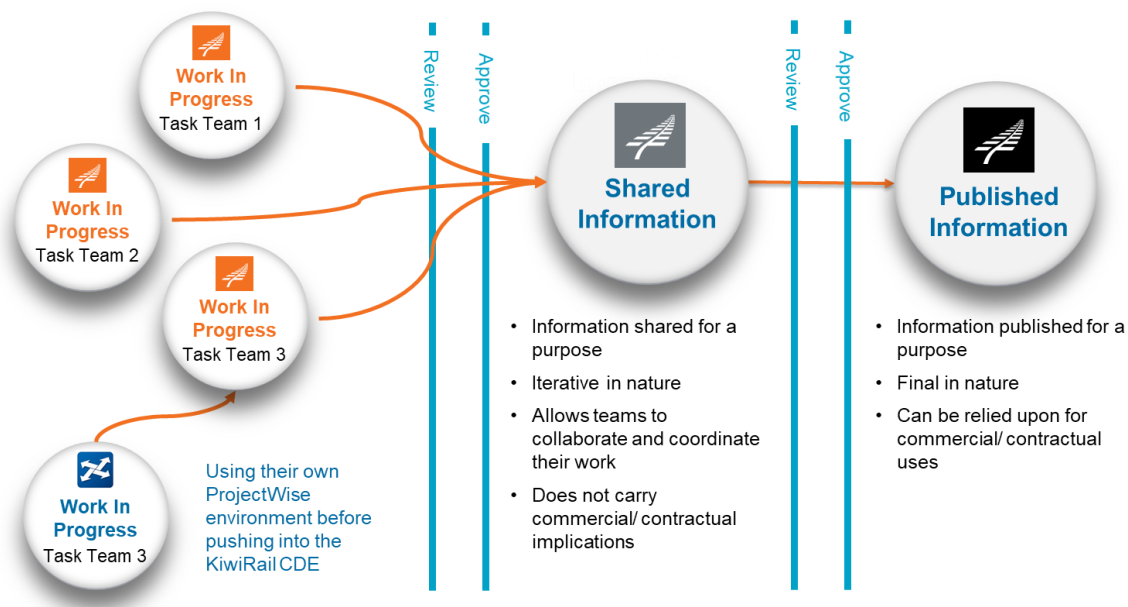 Work In
Progress
Task Team 1
Work In
Progress
Task Team 2
Work In
Progress
Task Team 3
Work In
Progress
Task Team 3
Using their own
ProjectWise
environment before
pushing into the
KiwiRail CDE
Review
Approve
Shared
Information
• Information shared for a
purpose
• Iterative in nature
• Allows teams to
collaborate and coordinate
their work
• Does not carry
commercial/ contractual
implications
Review
Approve
Published
Information
• Information published for a
purpose
• Final in nature
• Can be relied upon for
commercial/ contractual
uses